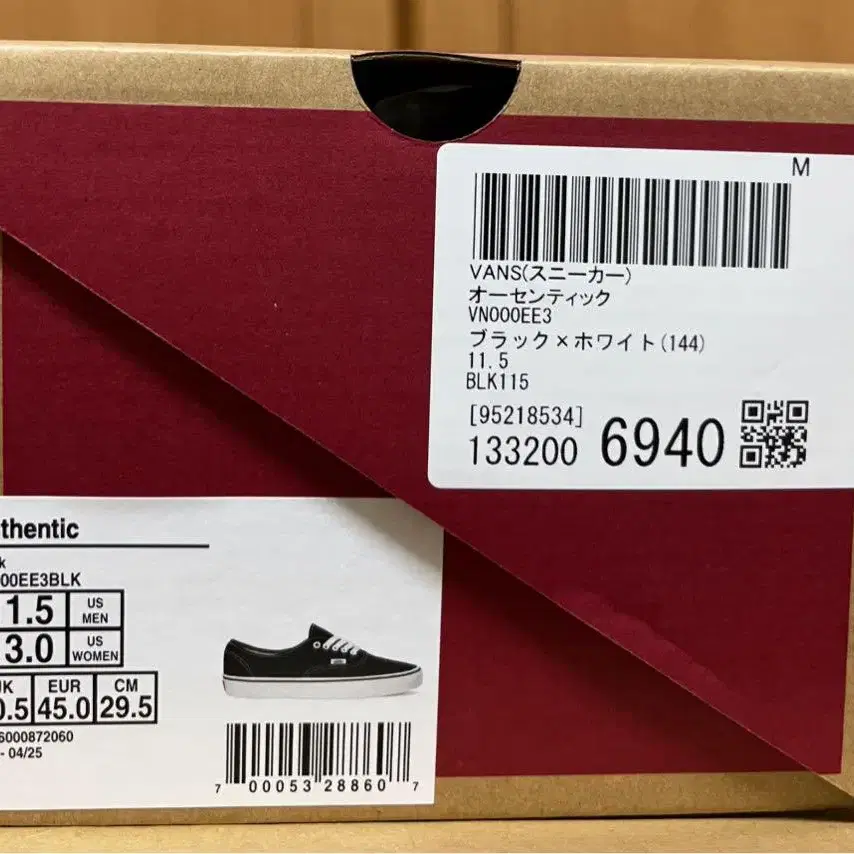 M
VANS(スニーカー)
オーセンティック
VN000EE3
ブラック×ホワイト(144)
11.5
BLK115
[95218534]
133200 6940
thentic
k
00EE3BLK
1.5 US MEN
3.0 US WOMEN
JK EUR CM
0.5 45.0 29.5
6000872060
- 04/25
7 00053 28860 7